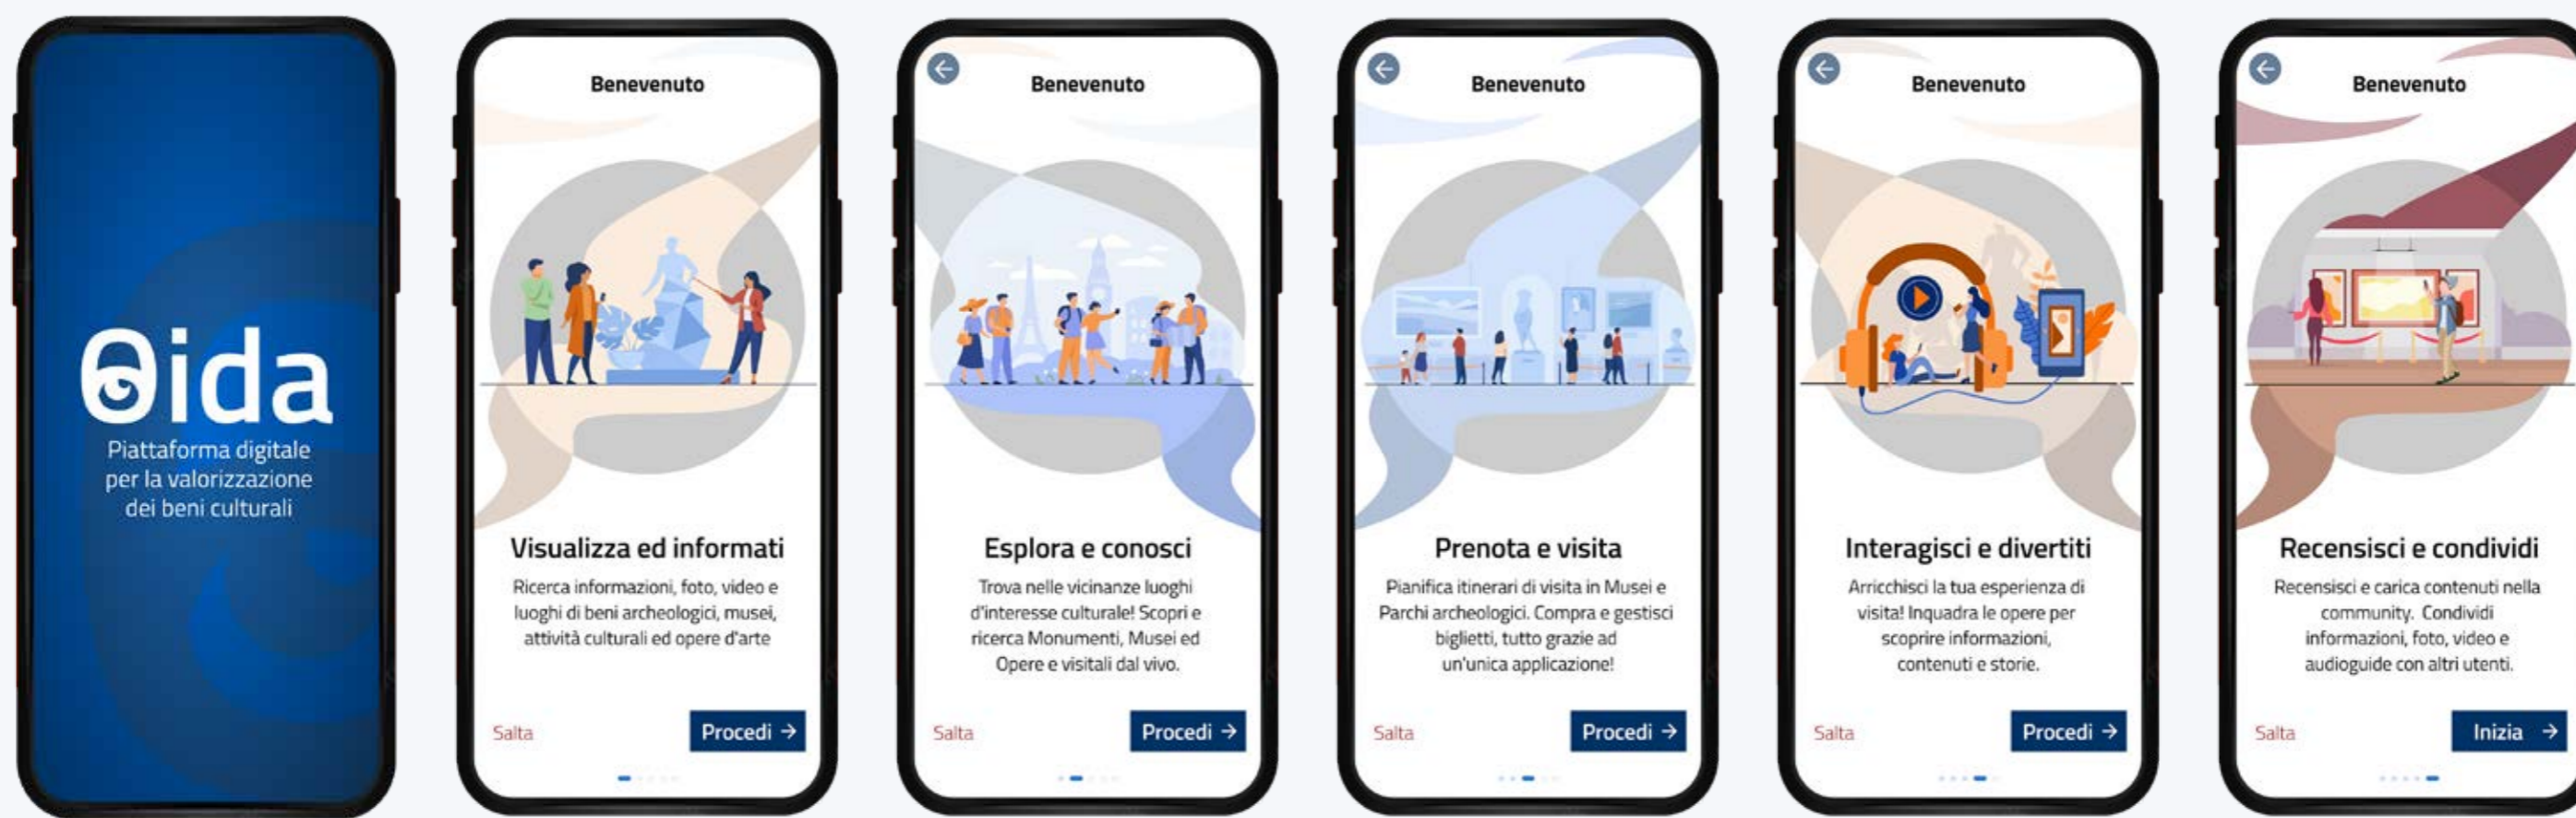 Oida
Piattaforma digitale
per la valorizzazione
dei beni culturali
Benevenuto
Visualizza ed informati
Ricerca informazioni, foto, video e
luoghi di beni archeologici, musei,
attività culturali ed opere d'arte
Salta
Procedi →
Benevenuto
Esplora e conosci
Trova nelle vicinanze luoghi
d'interesse culturale! Scopri e
ricerca Monumenti, Musei ed
Opere e visitali dal vivo.
Salta
Procedi →
Benevenuto
Prenota e visita
Pianifica itinerari di visita in Musei e
Parchi archeologici. Compra e gestisci
biglietti, tutto grazie ad
un'unica applicazione!
Salta
Procedi →
Benevenuto
Interagisci e divertiti
Arricchisci la tua esperienza di
visita! Inquadra le opere per
scoprire informazioni,
contenuti e storie.
Salta
Procedi →
Benevenuto
Recensisci e condividi
Recensisci e carica contenuti nella
community. Condividi
informazioni, foto, video e
audioguide con altri utenti.
Salta
Inizia →